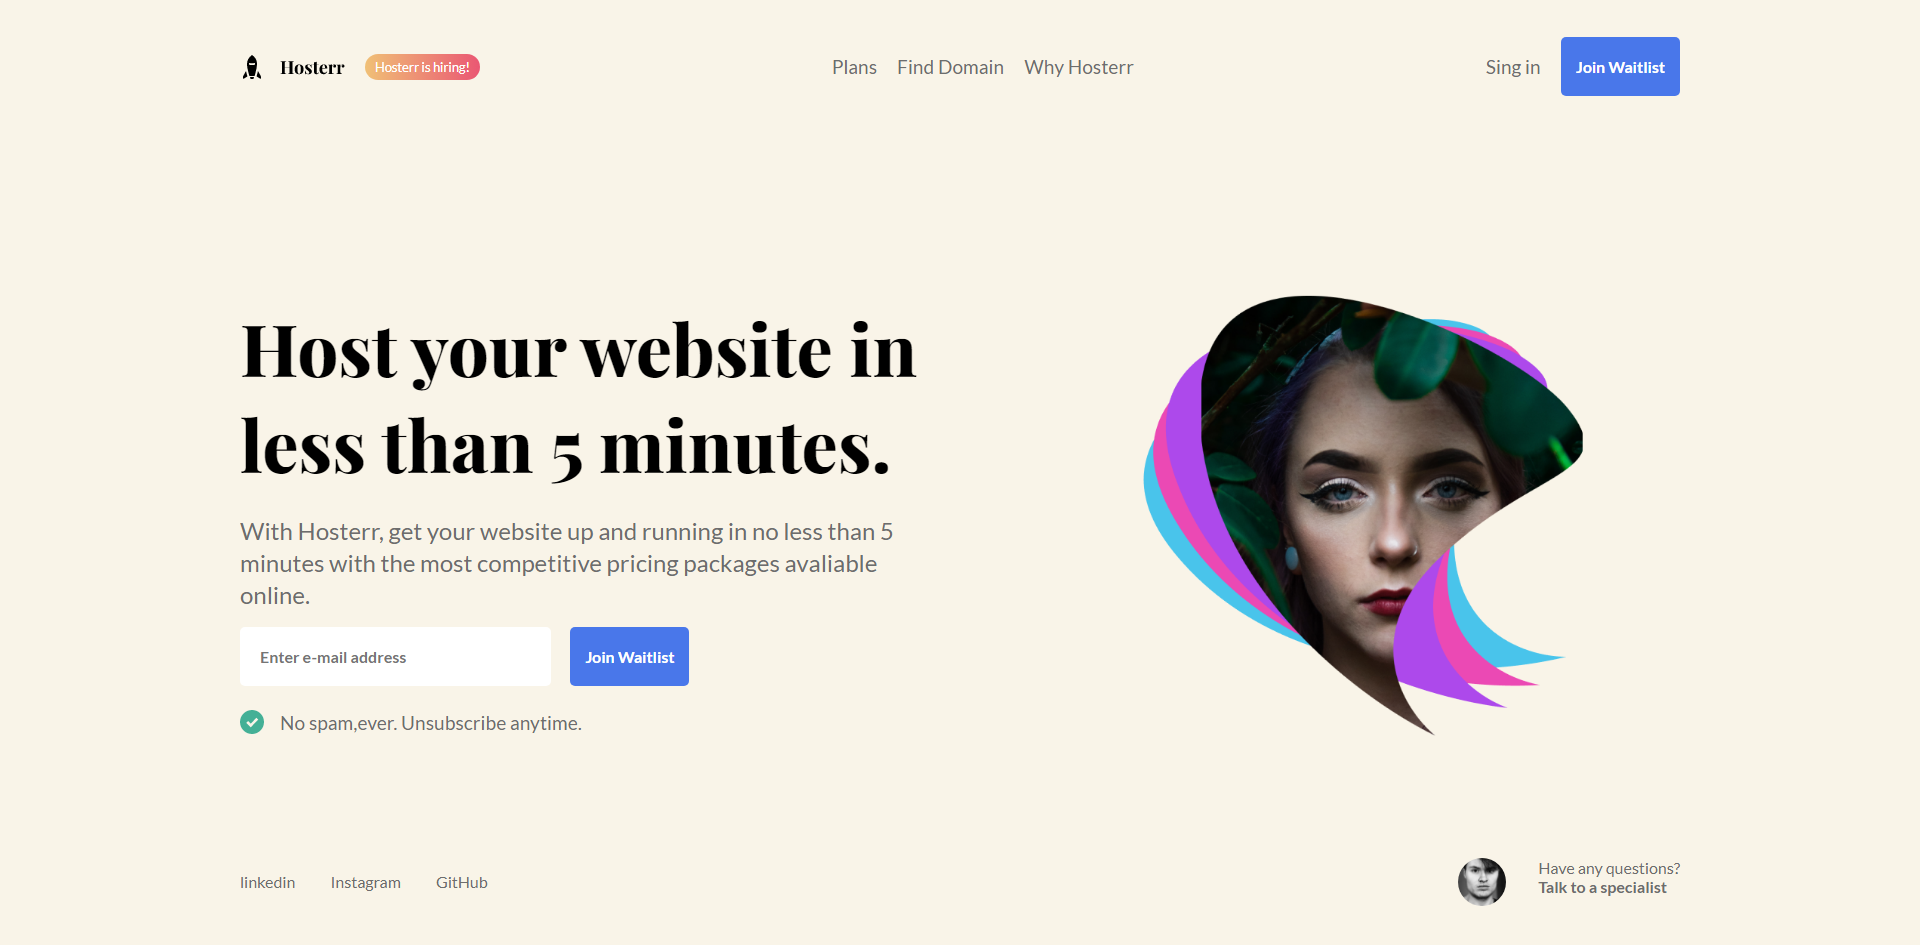 Hosterr
Hosterr is hiring!
Plans
Find Domain
Why Hosterr
Sing in
Join Waitlist
Host your website in
less than 5 minutes.
With Hosterr, get your website up and running in no less than 5
minutes with the most competitive pricing packages avaliable
online.
Enter e-mail address
Join Waitlist
No spam,ever. Unsubscribe anytime.
linkedin
Instagram
GitHub
Have any questions?
Talk to a specialist